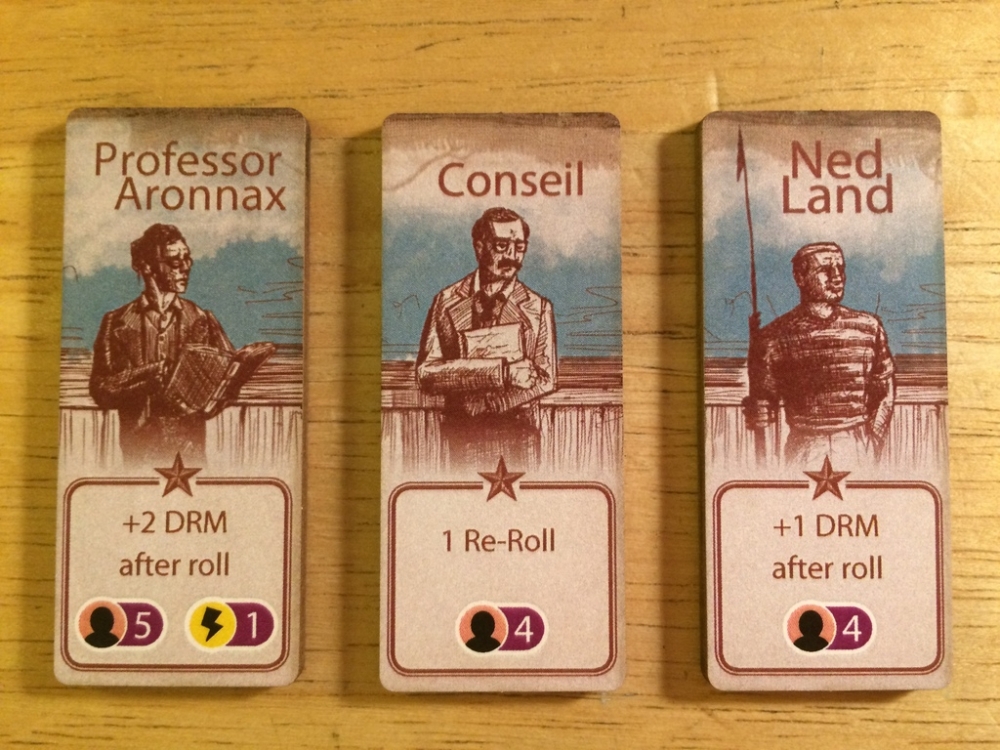 Professor
Aronnax
+2 DRM
after roll
5 1
Conseil
1 Re-Roll
4
Ned
Land
+1 DRM
after roll
4